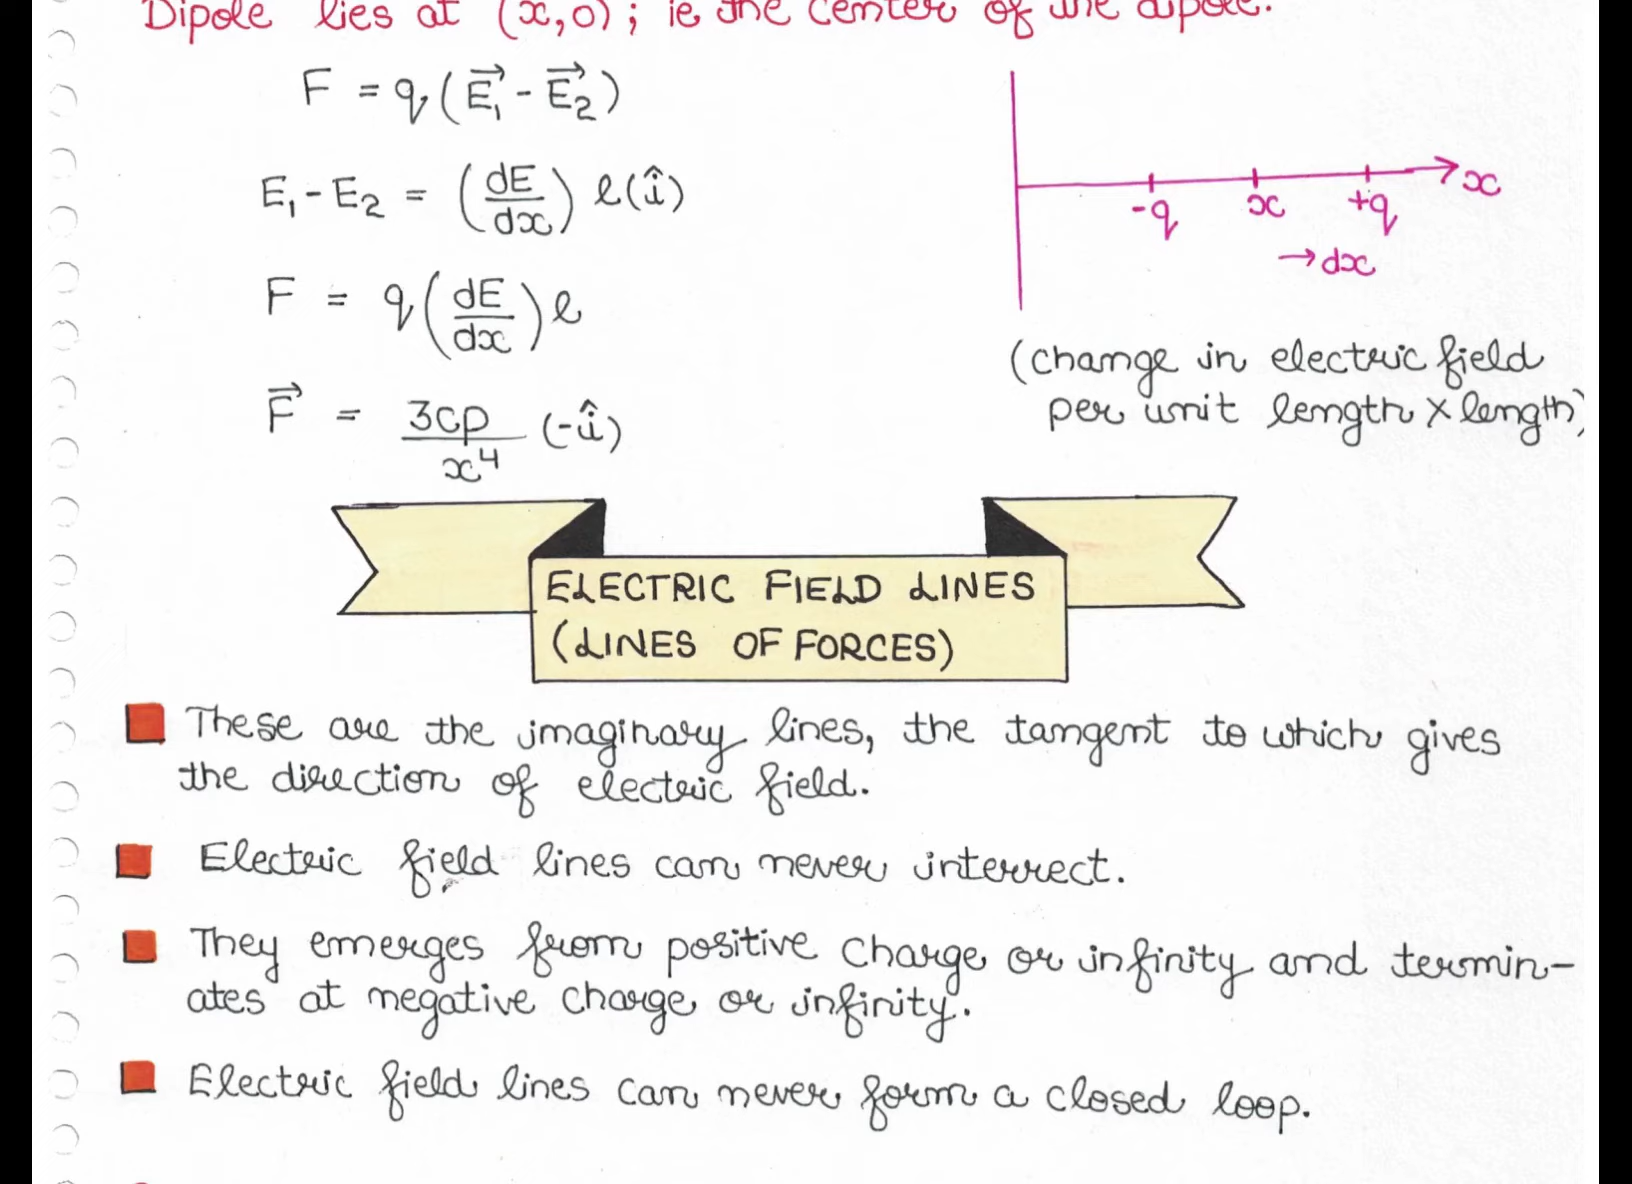 Dipole lies at (x,0) ; ie the center of the dipole.
F = q(E₁⃗ - E₂⃗)
E₁ - E₂ = (dE/dx) l(î)
F = q(dE/dx)l
F⃗ = 3cp/x⁴ (-î)
x
-q x +q
→dx
(change in electric field
per unit length × length)
ELECTRIC FIELD LINES
(LINES OF FORCES)
These are the imaginary lines, the tangent to which gives
the direction of electric field.
Electric field lines can never interrect.
They emerges from positive charge or infinity and termin-
ates at negative charge or infinity.
Electric field lines can never form a closed loop.